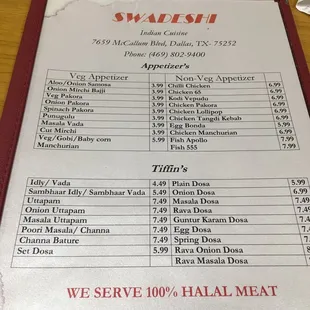 SWADESHI
Indian Cuisine
7659 McCallum Blvd, Dallas, TX- 75252
Phone: (469) 802-9400
Appetizer's
Veg Appetizer
Aloo/Onion Samosa 3.99
Onion Mirchi Bajji 3.99
Veg Pakora 3.99
Onion Pakora 3.99
Spinach Pakora 3.99
Punugulu 3.99
Masala Vada 3.99
Cut Mirchi 3.99
Veg/Gobi/Baby corn Manchurian 5.99
Non-Veg Appetizer
Chilli Chicken 6.99
Chicken 65 6.99
Kodi Vepudu 6.99
Chicken Pakora 6.99
Chicken Lollipop 6.99
Chicken Tangdi Kebab 6.99
Egg Bonda 5.99
Chicken Manchurian 6.99
Fish Apollo 7.99
Fish 555 7.99
Tiffin's
Idly/ Vada 4.49
Sambhaar Idly/ Sambhaar Vada 5.49
Uttapam 7.49
Onion Uttapam 7.49
Masala Uttapam 7.49
Poori Masala/ Channa 7.49
Channa Bature 7.49
Set Dosa 5.99
Plain Dosa 5.99
Onion Dosa 6.99
Masala Dosa 7.49
Rava Dosa 7.49
Guntur Karam Dosa 7.49
Egg Dosa
Spring Dosa
Rava Onion Dosa
Rava Masala Dosa
WE SERVE 100% HALAL MEAT